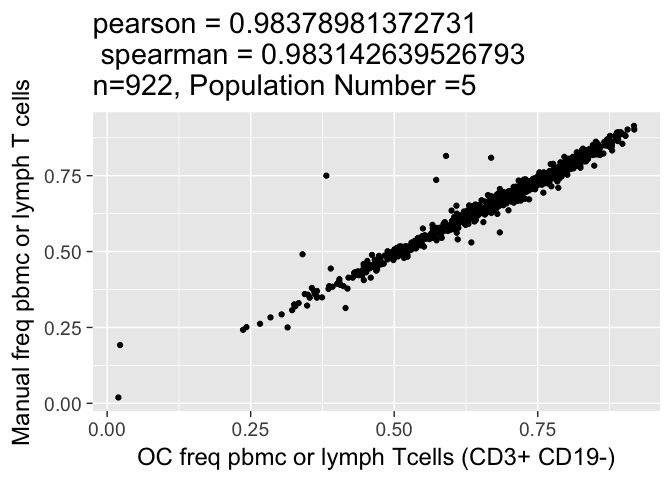 pearson = 0.98378981372731
spearman = 0.983142639526793
n=922, Population Number =5
Manual freq pbmc or lymph T cells
0.75
0.50
0.25
0.00
0.00 0.25 0.50 0.75
OC freq pbmc or lymph Tcells (CD3+ CD19-)